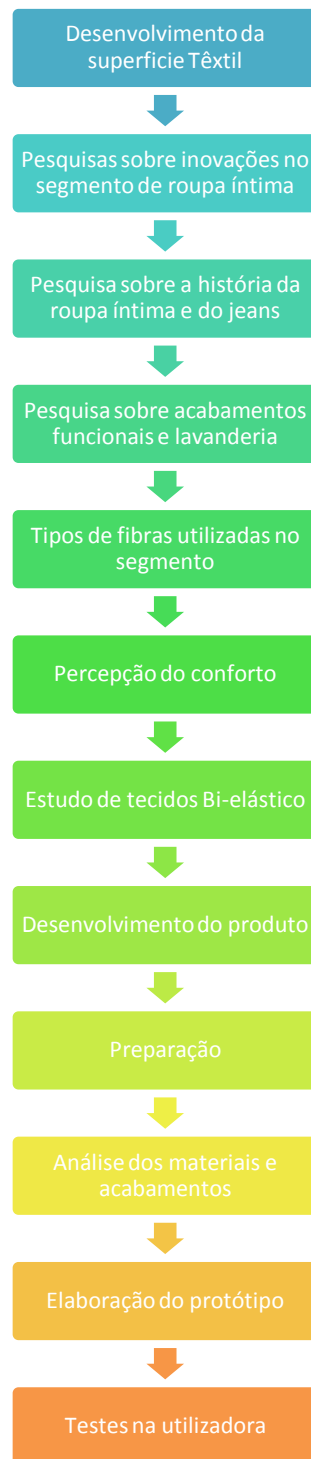 Desenvolvimento da
superficie Têxtil
Pesquisas sobre inovações no
segmento de roupa íntima
Pesquisa sobre a história da
roupa íntima e do jeans
Pesquisa sobre acabamentos
funcionais e lavanderia
Tipos de fibras utilizadas no
segmento
Percepção do conforto
Estudo de tecidos Bi-elástico
Desenvolvimento do produto
Preparação
Análise dos materiais e
acabamentos
Elaboração do protótipo
Testes na utilizadora